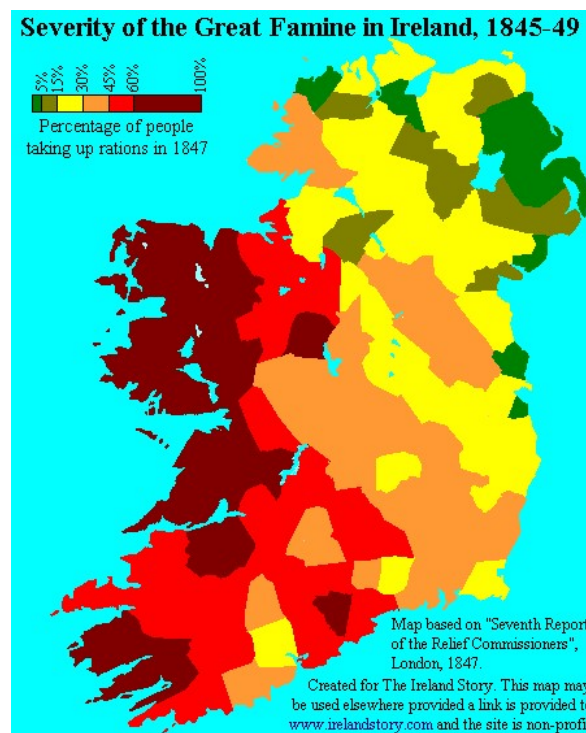 Severity of the Great Famine in Ireland, 1845-49
5% 15% 30% 45% 60% 100%
Percentage of people
taking up rations in 1847
Map based on "Seventh Report
of the Relief Commissioners",
London, 1847.
Created for The Ireland Story. This map may
be used elsewhere provided a link is provided to
www.irelandstory.com and the site is non-profi